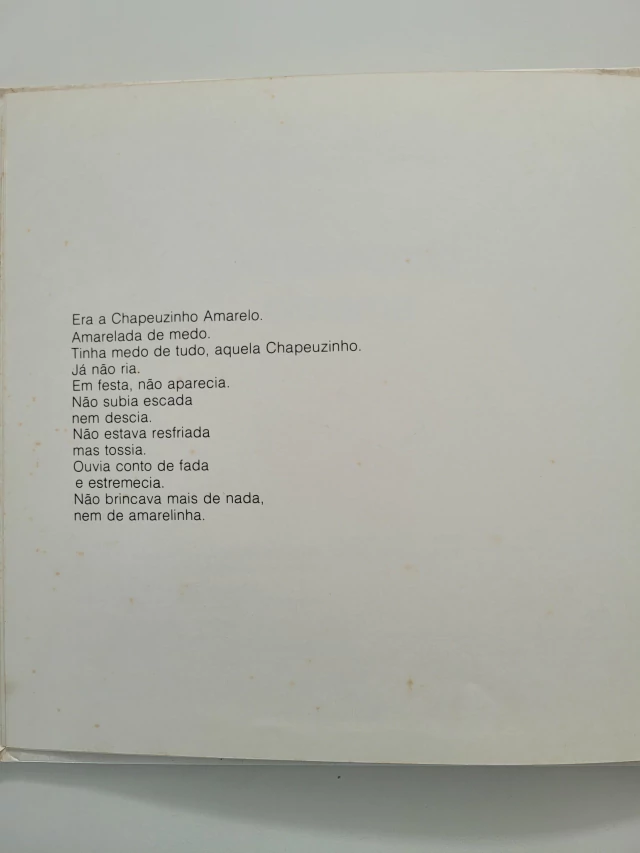 Era a Chapeuzinho Amarelo.
Amarelada de medo.
Tinha medo de tudo, aquela Chapeuzinho.
Já não ria.
Em festa, não aparecia.
Não subia escada
nem descia.
Não estava resfriada
mas tossia.
Ouvia conto de fada
e estremecia.
Não brincava mais de nada,
nem de amarelinha.